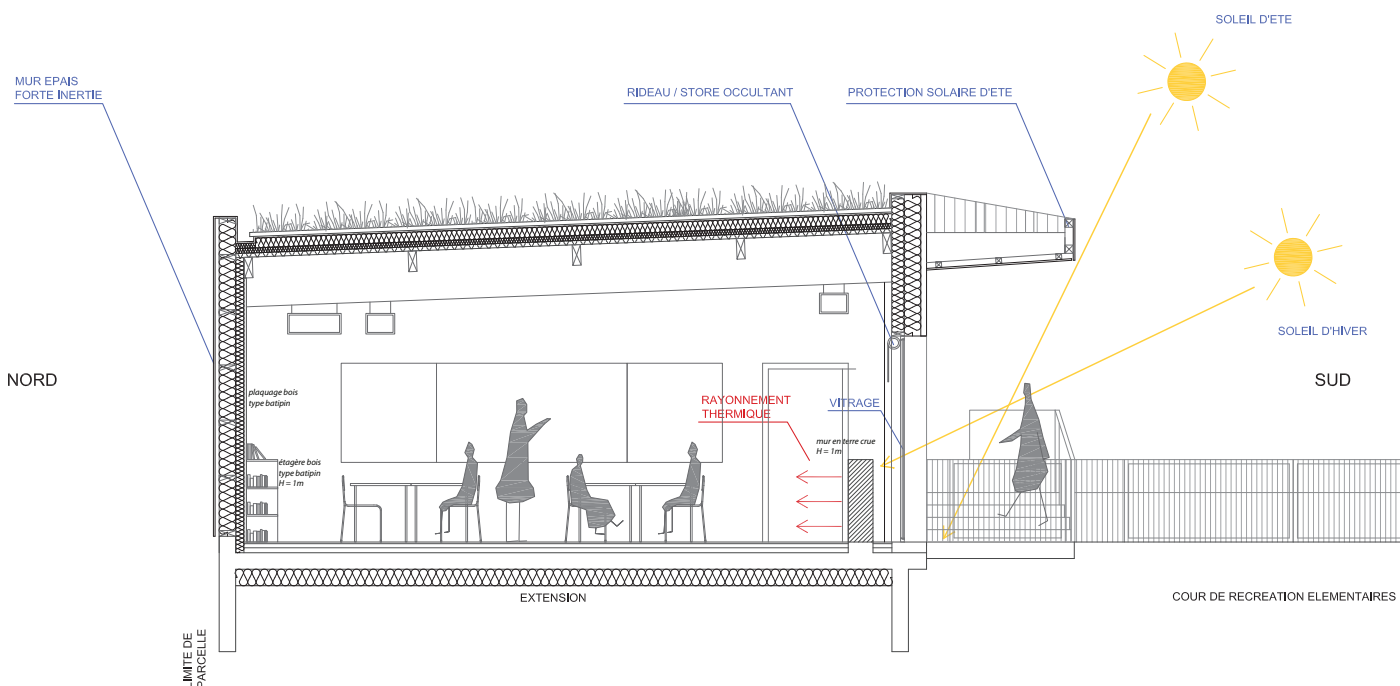 SOLEIL D'ETE
MUR EPAIS
FORTE INERTIE
RIDEAU / STORE OCCULTANT
PROTECTION SOLAIRE D'ETE
SOLEIL D'HIVER
NORD
SUD
plaquage bois
type batipin
RAYONNEMENT
THERMIQUE
VITRAGE
mur en terre crue
H = 1m
étagère bois
type batipin
H = 1m
EXTENSION
COUR DE RECREATION ELEMENTAIRES
LIMITE DE
PARCELLE